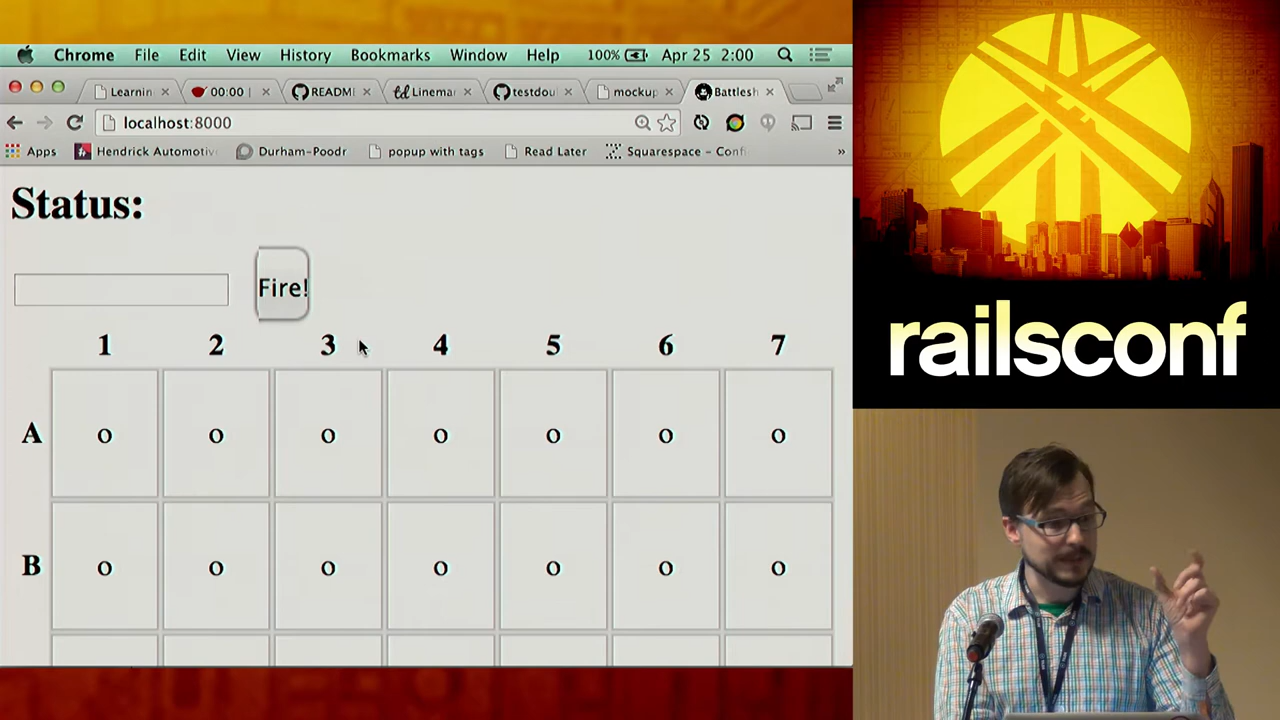 Chrome File Edit View History Bookmarks Window Help 100% Apr 25 2:00
Learnin 00:00 READMI Linema testdou mockup Battlesh
localhost:8000
Apps Hendrick Automotiv Durham-Poodr popup with tags Read Later Squarespace - Confi »
Status:
Fire!
1 2 3 4 5 6 7
A o o o o o o o
B o o o o o o o
railsconf